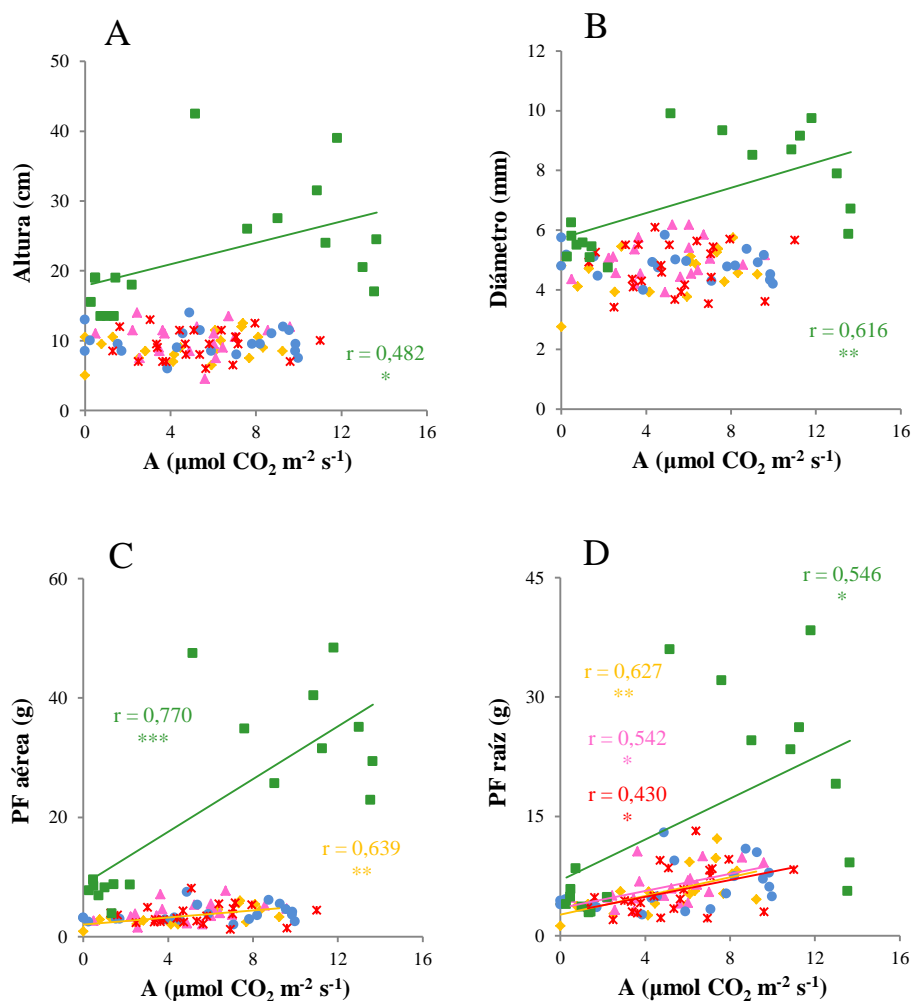 A
B
Altura (cm)
50
40
30
20
10
0
r = 0,482
*
0 4 8 12 16
A (µmol CO₂ m⁻² s⁻¹)
Diámetro (mm)
12
10
8
6
4
2
0
r = 0,616
**
0 4 8 12 16
A (µmol CO₂ m⁻² s⁻¹)
C
D
PF aérea (g)
60
40
20
0
r = 0,770
***
r = 0,639
**
0 4 8 12 16
A (µmol CO₂ m⁻² s⁻¹)
PF raíz (g)
45
30
15
0
r = 0,546
*
r = 0,627
**
r = 0,542
*
r = 0,430
*
0 4 8 12 16
A (µmol CO₂ m⁻² s⁻¹)